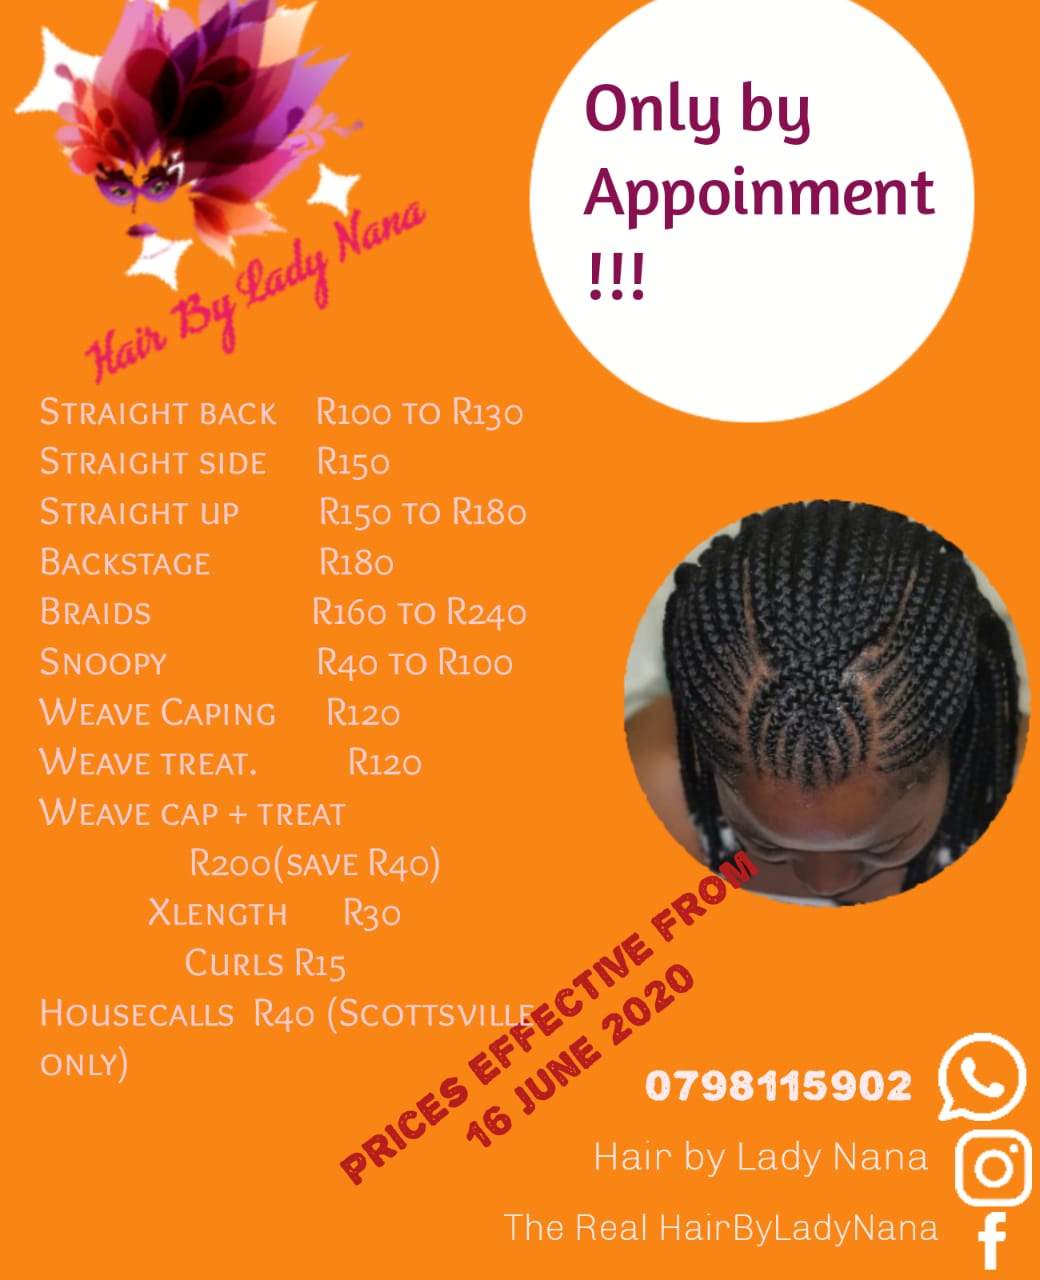 Hair By Lady Nana
Only by
Appoinment
!!!
Straight back R100 to R130
Straight side R150
Straight up R150 to R180
Backstage R180
Braids R160 to R240
Snoopy R40 to R100
Weave Caping R120
Weave treat. R120
Weave cap + treat
R200(save R40)
Xlength R30
Curls R15
Housecalls R40 (Scottsville
only)
PRICES EFFECTIVE FROM
16 JUNE 2020
0798115902
Hair by Lady Nana
The Real HairByLadyNana